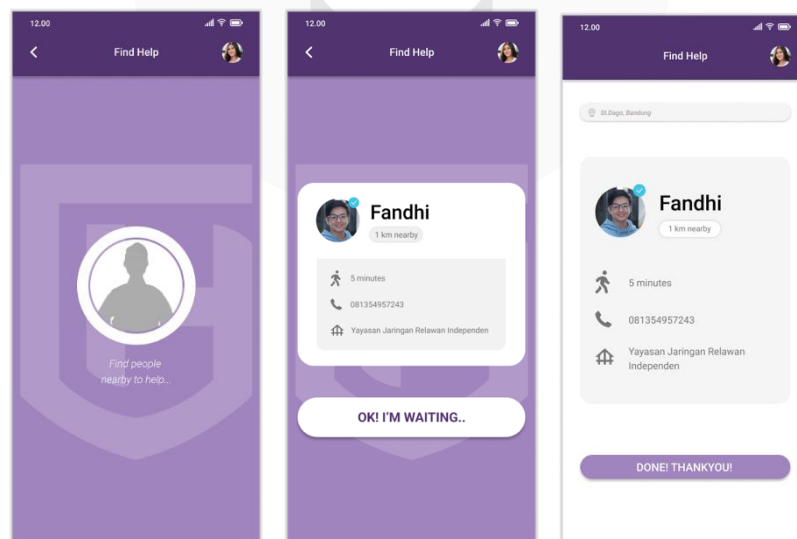 12.00
Find Help
Find people
nearby to help...
12.00
Find Help
Fandhi
1 km nearby
5 minutes
081354957243
Yayasan Jaringan Relawan Independen
OK! I'M WAITING..
12.00
Find Help
St.Dago, Bandung
Fandhi
1 km nearby
5 minutes
081354957243
Yayasan Jaringan Relawan
Independen
DONE! THANKYOU!